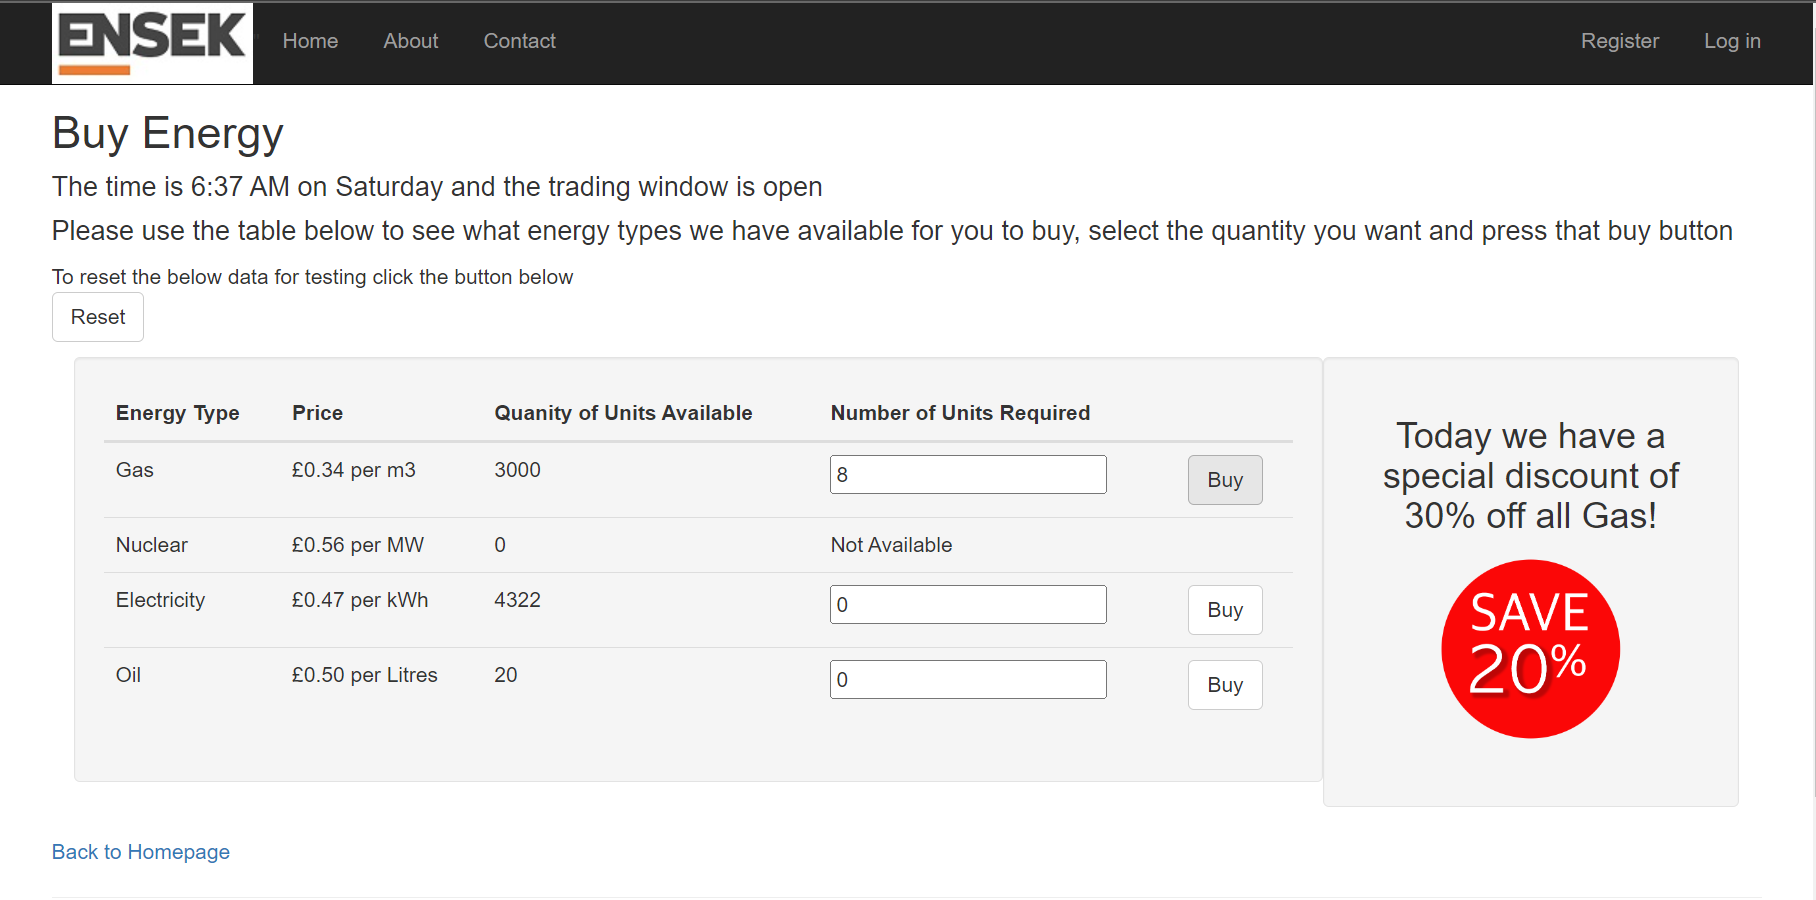 ENSEK
Home About Contact Register Log in
Buy Energy
The time is 6:37 AM on Saturday and the trading window is open
Please use the table below to see what energy types we have available for you to buy, select the quantity you want and press that buy button
To reset the below data for testing click the button below
Reset
Energy Type Price Quanity of Units Available Number of Units Required
Gas £0.34 per m3 3000 8 Buy
Nuclear £0.56 per MW 0 Not Available
Electricity £0.47 per kWh 4322 0 Buy
Oil £0.50 per Litres 20 0 Buy
Today we have a
special discount of
30% off all Gas!
SAVE
20%
Back to Homepage